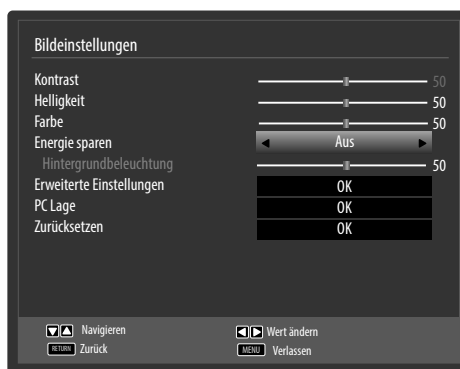 Bildeinstellungen
Kontrast 50
Helligkeit 50
Farbe 50
Energie sparen Aus
Hintergrundbeleuchtung 50
Erweiterte Einstellungen OK
PC Lage OK
Zurücksetzen OK
Navigieren Wert ändern
RETURN Zurück MENU Verlassen